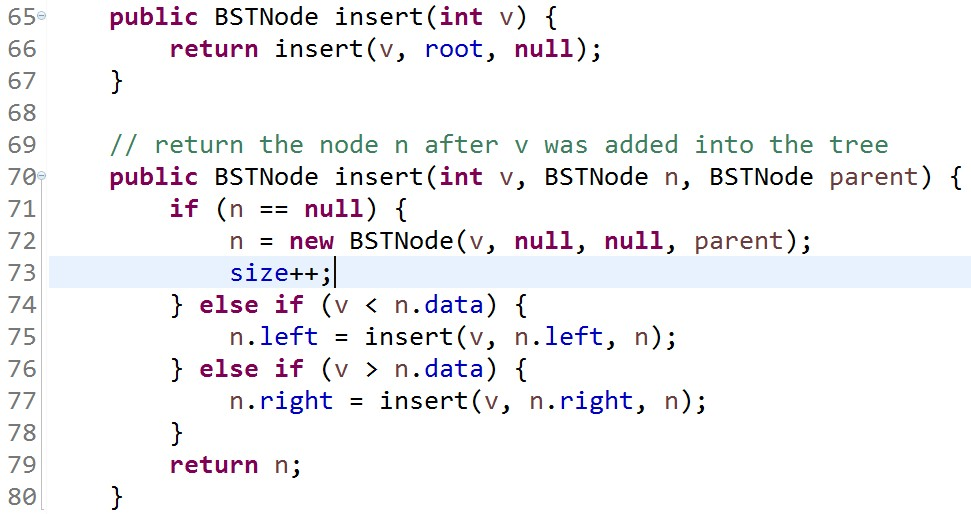 65 public BSTNode insert(int v) {
66 return insert(v, root, null);
67 }
68
69 // return the node n after v was added into the tree
70 public BSTNode insert(int v, BSTNode n, BSTNode parent) {
71 if (n == null) {
72 n = new BSTNode(v, null, null, parent);
73 size++;
74 } else if (v < n.data) {
75 n.left = insert(v, n.left, n);
76 } else if (v > n.data) {
77 n.right = insert(v, n.right, n);
78 }
79 return n;
80 }